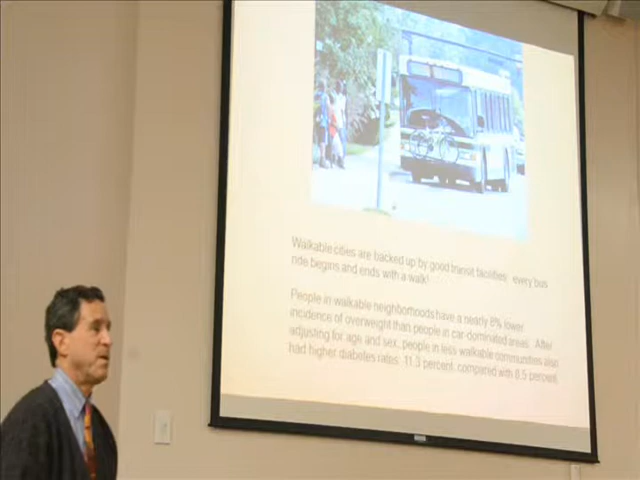 Walkable cities are backed up by good transit facilities: every bus
ride begins and ends with a walk!
People in walkable neighborhoods have a nearly 8% lower
incidence of overweight than people in car-dominated areas. After
adjusting for age and sex, people in less walkable communities also
had higher diabetes rates: 11.3 percent, compared with 8.5 percent.